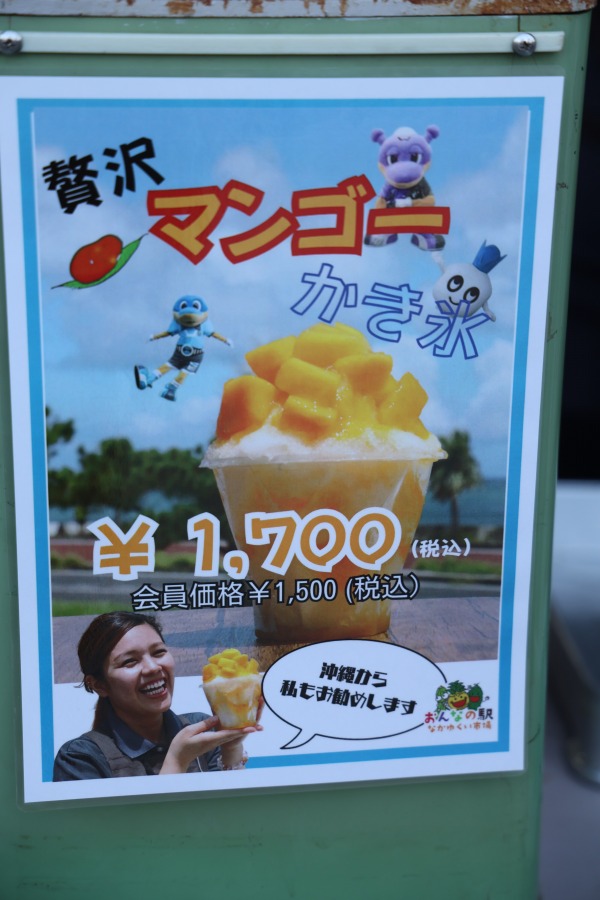 贅沢
マンゴー
かき氷
¥ 1,700 (税込)
会員価格¥1,500 (税込)
沖縄から
私もお勧めします
おんなの駅
なかゆくい市場